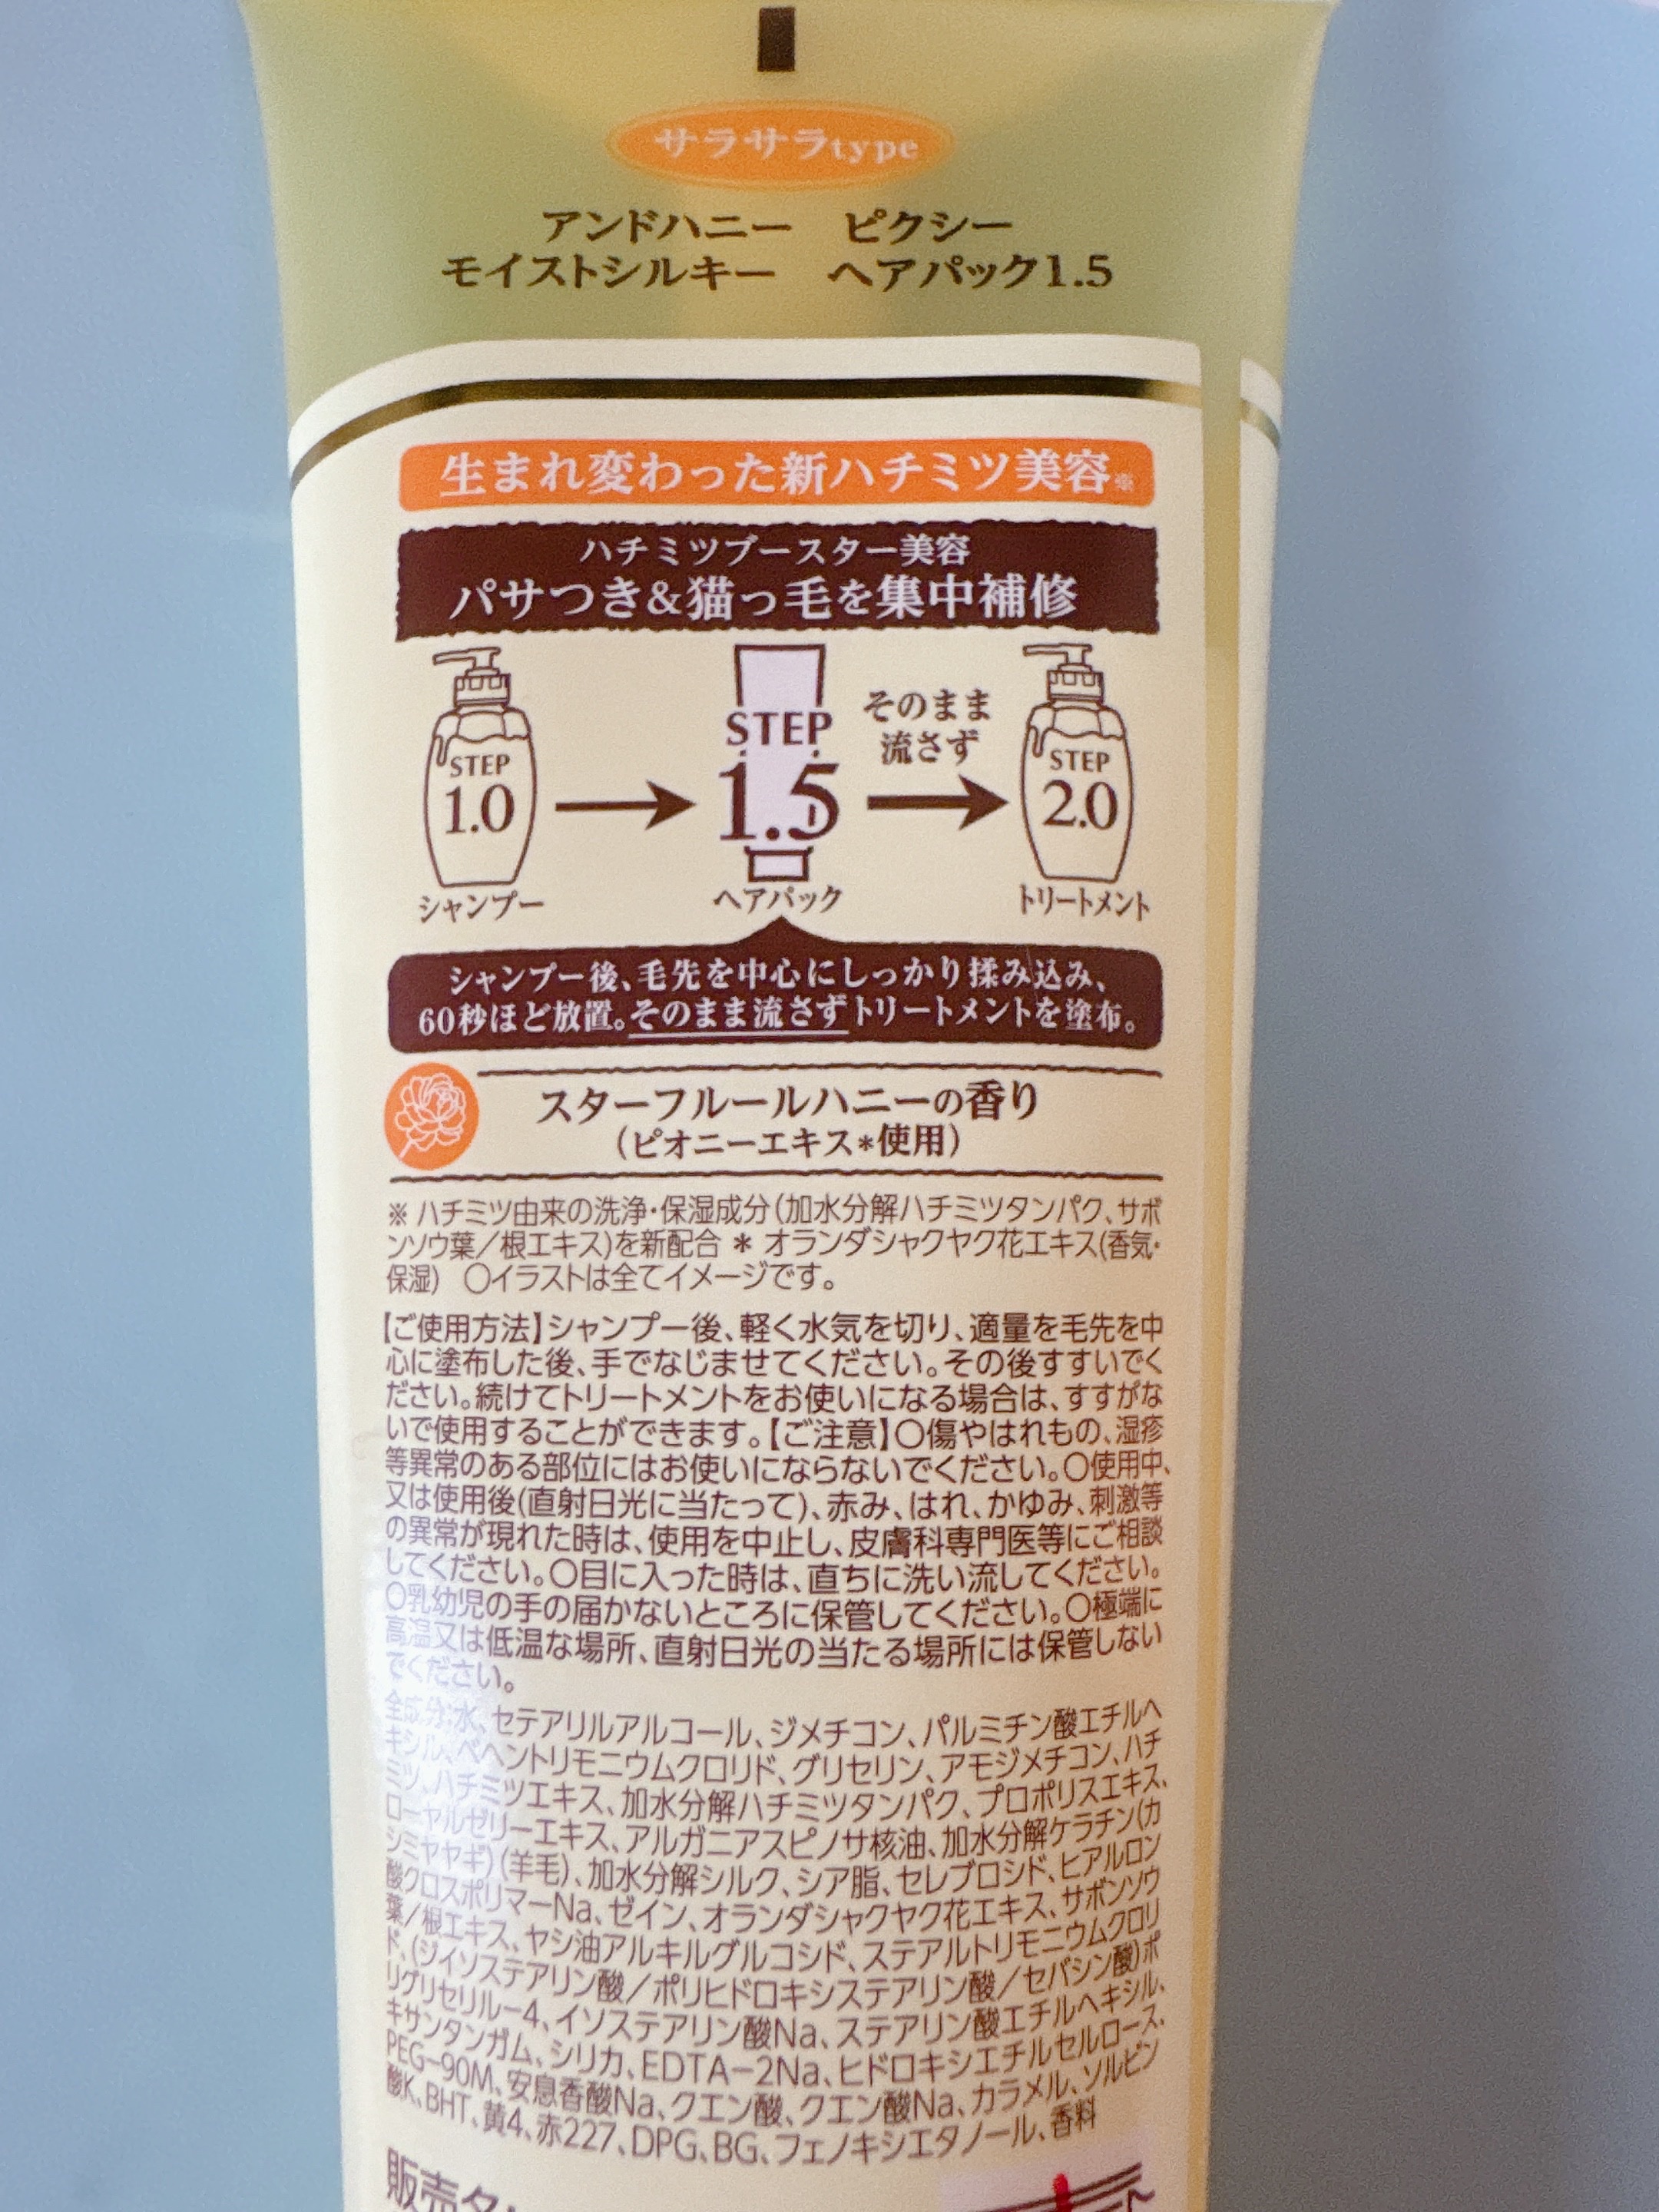 サラサラtype
アンドハニー ピクシー
モイストシルキー ヘアパック1.5
生まれ変わった新ハチミツ美容※
ハチミツブースター美容
パサつき&猫っ毛を集中補修
STEP
1.0
シャンプー
STEP
1.5
ヘアパック
そのまま
流さず
STEP
2.0
トリートメント
シャンプー後、毛先を中心にしっかり揉み込み、
60秒ほど放置。そのまま流さずトリートメントを塗布。
スターフルールハニーの香り
(ピオニーエキス*使用)
※ ハチミツ由来の洗浄・保湿成分(加水分解ハチミツタンパク、サボ
ンソウ葉/根エキス)を新配合 * オランダシャクヤク花エキス(香気・
保湿) 〇イラストは全てイメージです。
【ご使用方法】シャンプー後、軽く水気を切り、適量を毛先を中
心に塗布した後、手でなじませてください。その後すすいでく
ださい。続けてトリートメントをお使いになる場合は、すすがな
いで使用することができます。【ご注意】〇傷やはれもの、湿疹
等異常のある部位にはお使いにならないでください。〇使用中、
又は使用後(直射日光に当たって)、赤み、はれ、かゆみ、刺激等
の異常が現れた時は、使用を中止し、皮膚科専門医等にご相談
してください。〇目に入った時は、直ちに洗い流してください。
〇乳幼児の手の届かないところに保管してください。〇極端に
高温又は低温な場所、直射日光の当たる場所には保管しない
でください。
全成分:水、セテアリルアルコール、ジメチコン、パルミチン酸エチルヘ
キシル、ベヘントリモニウムクロリド、グリセリン、アモジメチコン、ハチ
ミツ、ハチミツエキス、加水分解ハチミツタンパク、プロポリスエキス、
ローヤルゼリーエキス、アルガニアスピノサ核油、加水分解ケラチン(カ
シミヤヤギ)(羊毛)、加水分解シルク、シア脂、セレブロシド、ヒアルロン
酸クロスポリマーNa、ゼイン、オランダシャクヤク花エキス、サボンソウ
葉/根エキス、ヤシ油アルキルグルコシド、ステアルトリモニウムクロリ
ド、(ジイソステアリン酸/ポリヒドロキシステアリン酸/セバシン酸)ポ
リグリセリル-4、イソステアリン酸Na、ステアリン酸エチルヘキシル、
キサンタンガム、シリカ、EDTA-2Na、ヒドロキシエチルセルロース、
PEG-90M、安息香酸Na、クエン酸、クエン酸Na、カラメル、ソルビン
酸K、BHT、黄4、赤227、DPG、BG、フェノキシエタノール、香料
販売名